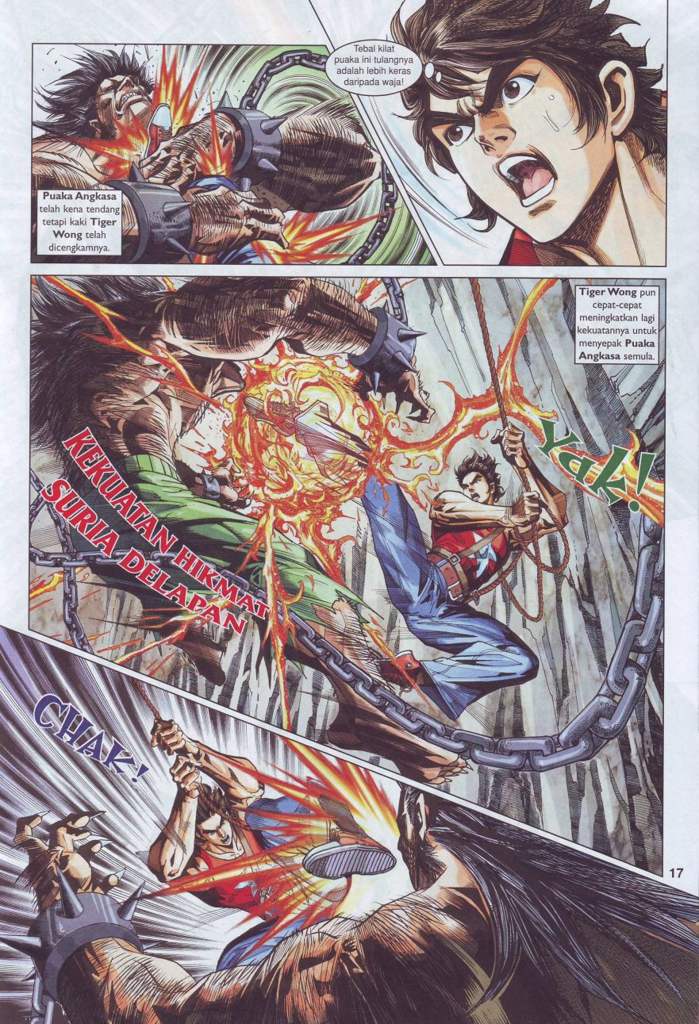 Tebal kilat
puaka ini tulangnya
adalah lebih keras
daripada waja!
Puaka Angkasa
telah kena tendang
tetapi kaki Tiger
Wong telah
dicengkamnya.
Tiger Wong pun
cepat-cepat
meningkatkan lagi
kekuatannya untuk
menyepak Puaka
Angkasa semula.
Yak!
KEKUATAN HIKMAT
SURIA DELAPAN
CHAK!
17